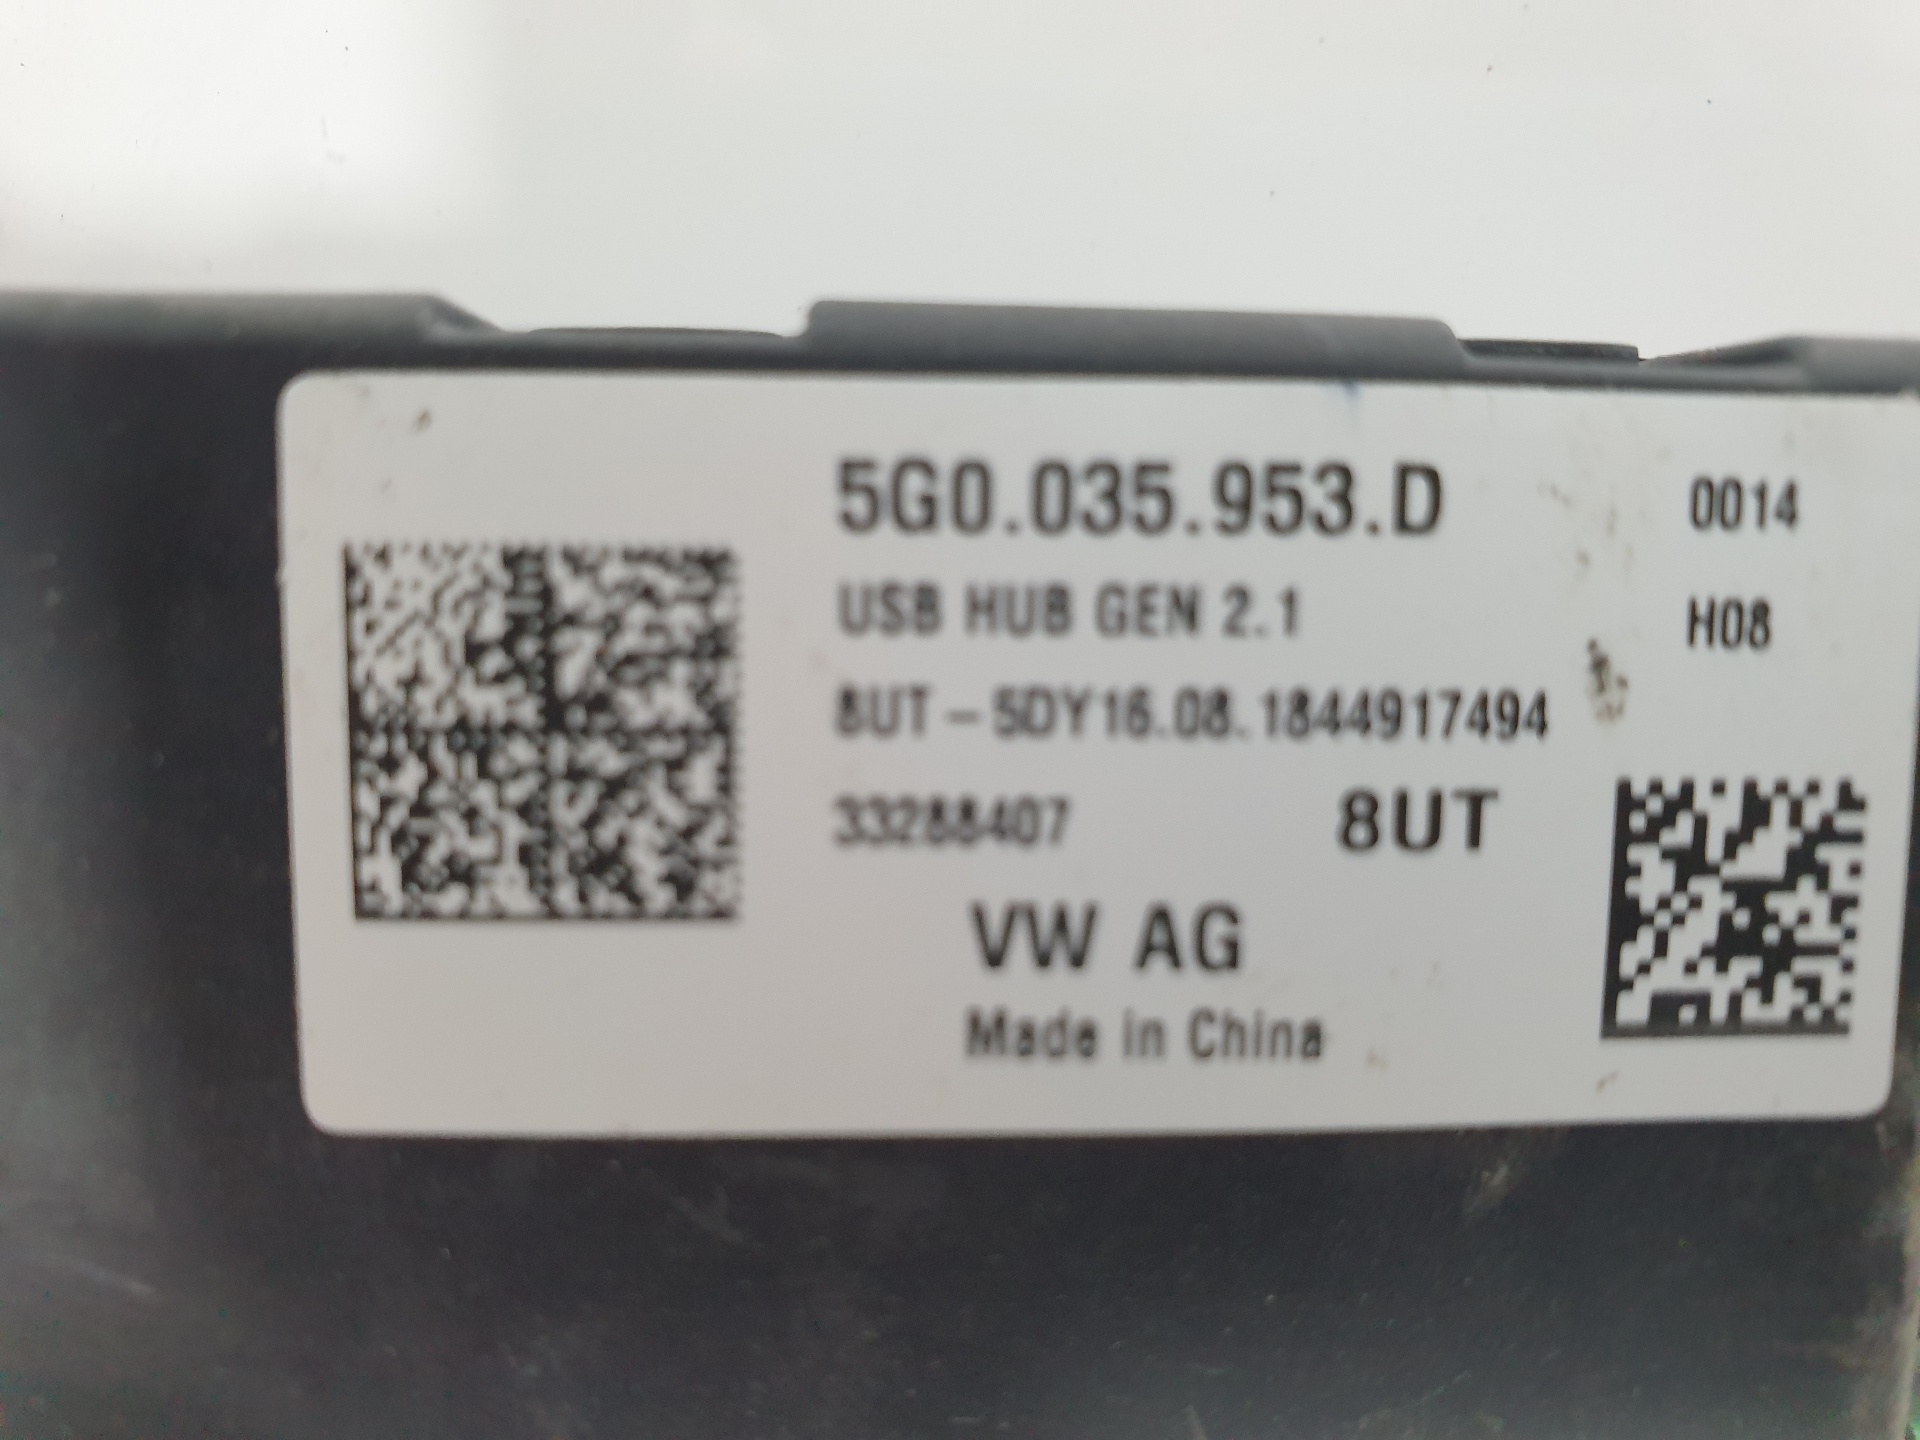 5G0.035.953.D 0014
USB HUB GEN 2.1 H08
8UT-5DY16.08.1844917494
33288407 8UT
VW AG
Made in China